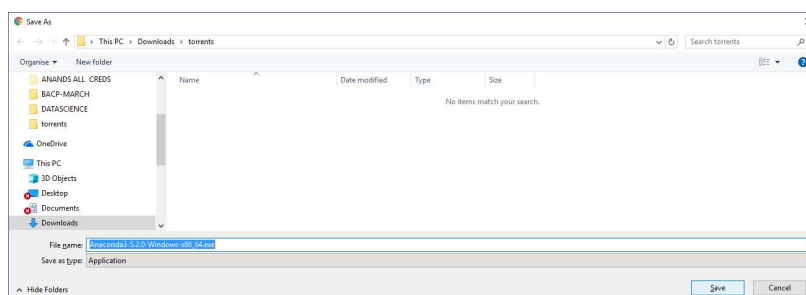 Save As
This PC > Downloads > torrents
Search torrents
Organise
New folder
ANANDS ALL CREDS
BACP-MARCH
DATASCIENCE
torrents
OneDrive
This PC
3D Objects
Desktop
Documents
Downloads
Name
Date modified
Type
Size
No items match your search.
File name: Anaconda3-5.2.0-Windows-x86_64.exe
Save as type: Application
Hide Folders
Save
Cancel